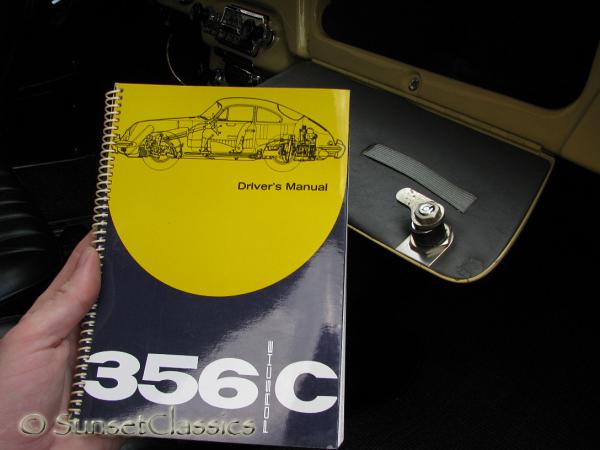 Driver's Manual
356 C
PORSCHE
© SunsetClassics